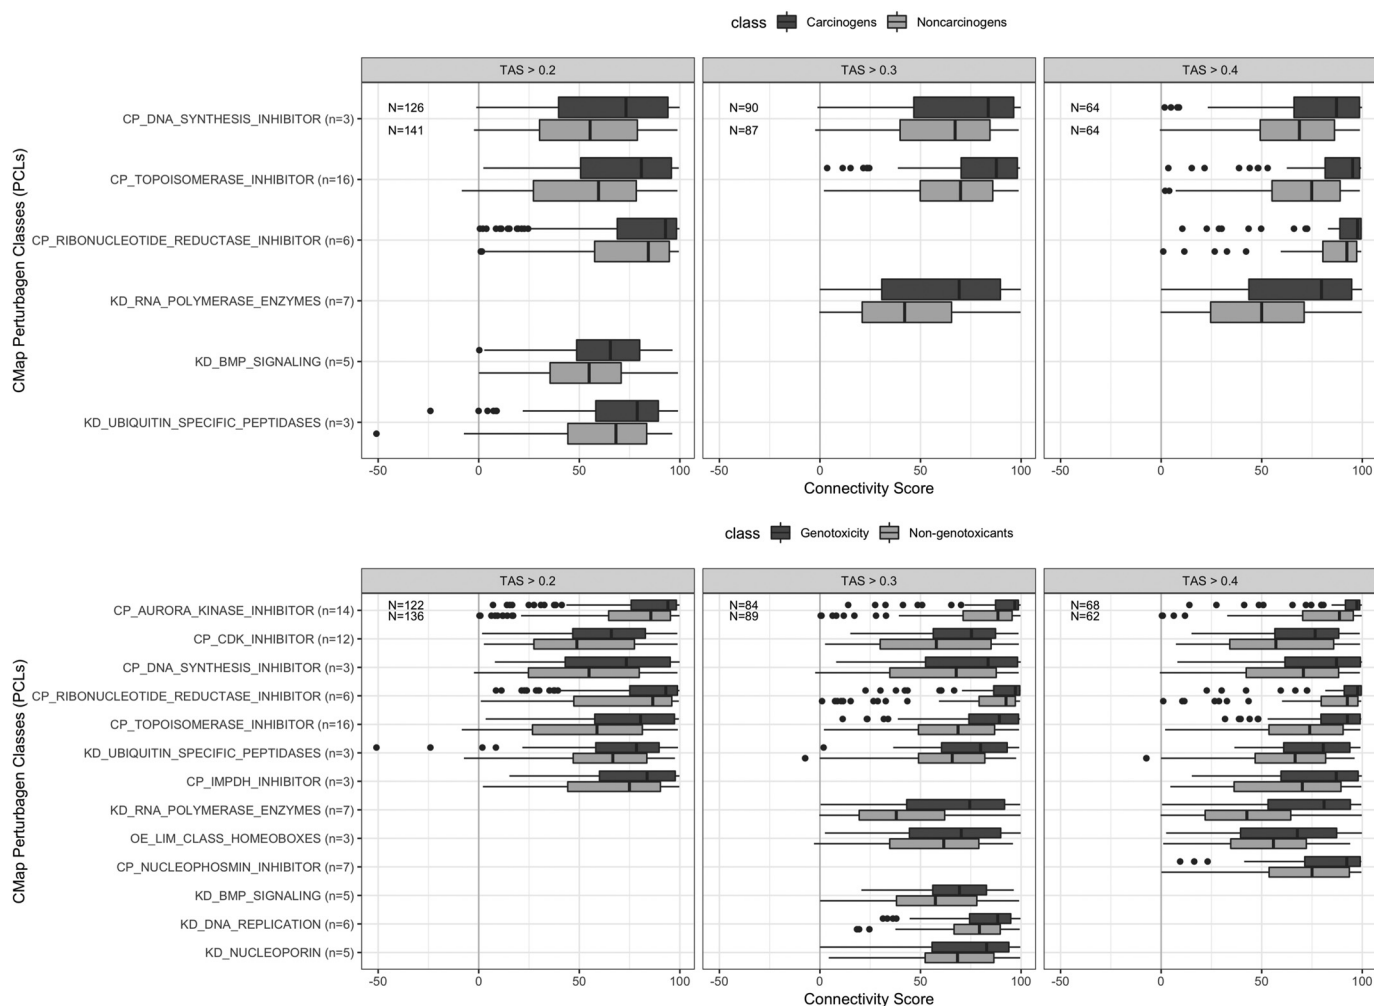 class Carcinogens Noncarcinogens
TAS > 0.2 TAS > 0.3 TAS > 0.4
CMap Perturbagen Classes (PCLs)
CP_DNA_SYNTHESIS_INHIBITOR (n=3)
CP_TOPOISOMERASE_INHIBITOR (n=16)
CP_RIBONUCLEOTIDE_REDUCTASE_INHIBITOR (n=6)
KD_RNA_POLYMERASE_ENZYMES (n=7)
KD_BMP_SIGNALING (n=5)
KD_UBIQUITIN_SPECIFIC_PEPTIDASES (n=3)
N=126 N=90 N=64
N=141 N=87 N=64
-50 0 50 100 -50 0 50 100 -50 0 50 100
Connectivity Score
class Genotoxicity Non-genotoxicants
TAS > 0.2 TAS > 0.3 TAS > 0.4
CMap Perturbagen Classes (PCLs)
CP_AURORA_KINASE_INHIBITOR (n=14)
CP_CDK_INHIBITOR (n=12)
CP_DNA_SYNTHESIS_INHIBITOR (n=3)
CP_RIBONUCLEOTIDE_REDUCTASE_INHIBITOR (n=6)
CP_TOPOISOMERASE_INHIBITOR (n=16)
KD_UBIQUITIN_SPECIFIC_PEPTIDASES (n=3)
CP_IMPDH_INHIBITOR (n=3)
KD_RNA_POLYMERASE_ENZYMES (n=7)
OE_LIM_CLASS_HOMEOBOXES (n=3)
CP_NUCLEOPHOSMIN_INHIBITOR (n=7)
KD_BMP_SIGNALING (n=5)
KD_DNA_REPLICATION (n=6)
KD_NUCLEOPORIN (n=5)
N=122 N=84 N=68
N=136 N=89 N=62
-50 0 50 100 -50 0 50 100 -50 0 50 100
Connectivity Score